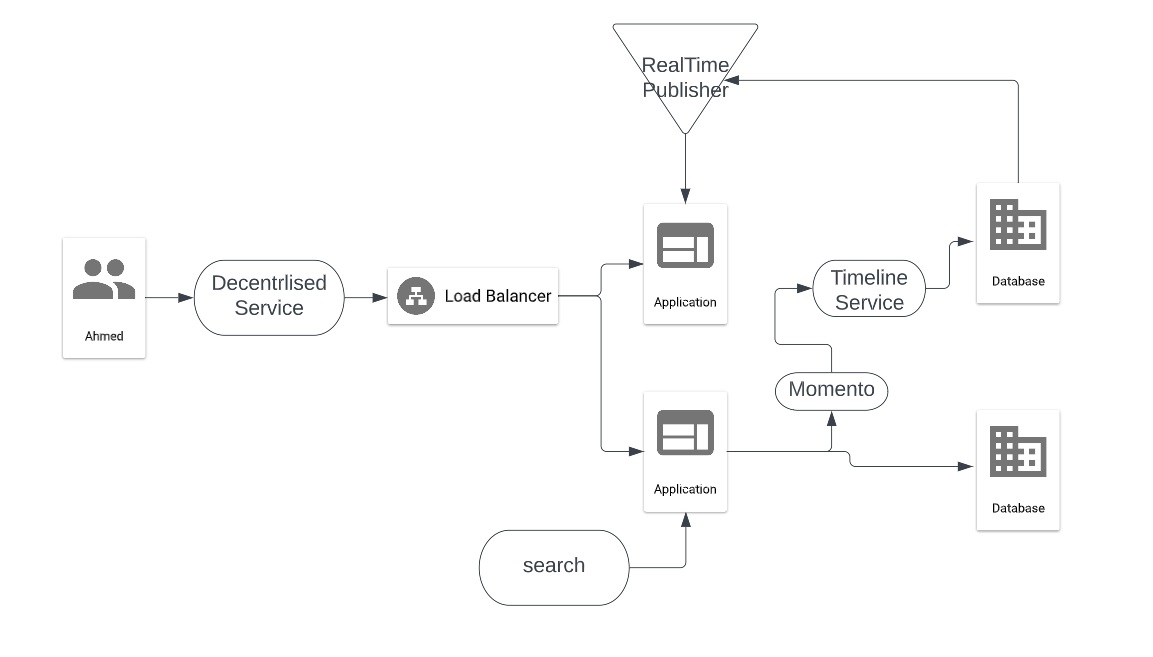 RealTime
Publisher
Ahmed
Decentrlised
Service
Load Balancer
Application
Timeline
Service
Database
Momento
Application
Database
search